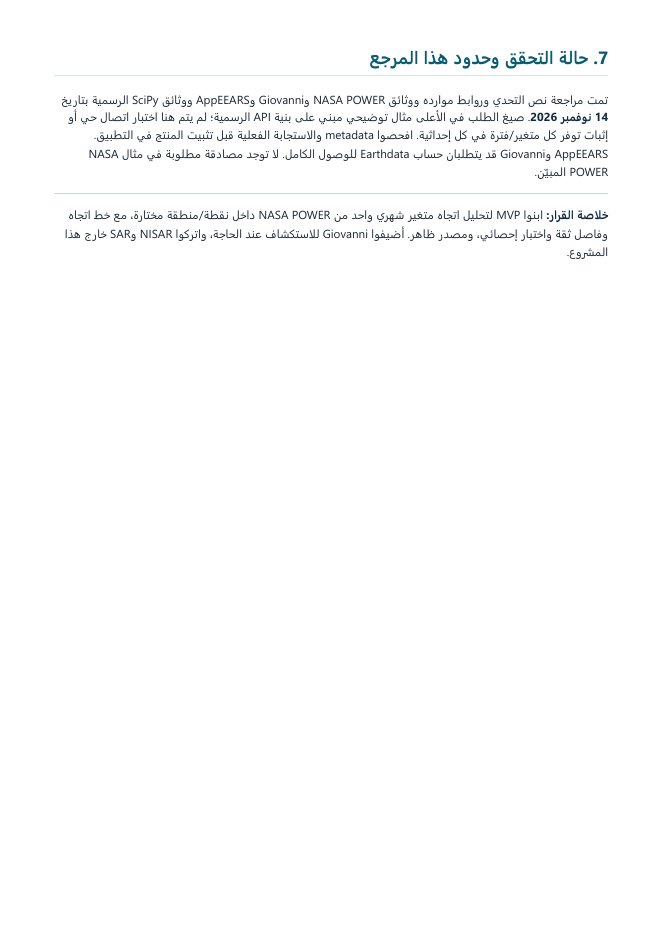 7. حالة التحقق وحدود هذا المرجع
تمت مراجعة نص التحدي وروابط موارده ووثائق NASA POWER وGiovanni وAppEEARS ووثائق SciPy الرسمية بتاريخ
14 نوفمبر 2026. صيغ الطلب في الأعلى مثال توضيحي مبني على بنية API الرسمية؛ لم يتم هنا اختبار اتصال حي أو
إثبات توفر كل متغير/فترة في كل إحداثية. افحصوا metadata والاستجابة الفعلية قبل تثبيت المنتج في التطبيق.
AppEEARS وGiovanni قد يتطلبان حساب Earthdata للوصول الكامل. لا توجد مصادقة مطلوبة في مثال NASA
POWER المبيّن.
خلاصة القرار: ابنوا MVP لتحليل اتجاه متغير شهري واحد من NASA POWER داخل نقطة/منطقة مختارة، مع خط اتجاه
وفاصل ثقة واختبار إحصائي، ومصدر ظاهر. أضيفوا Giovanni للاستكشاف عند الحاجة، واتركوا NISAR وSAR خارج هذا
المشروع.